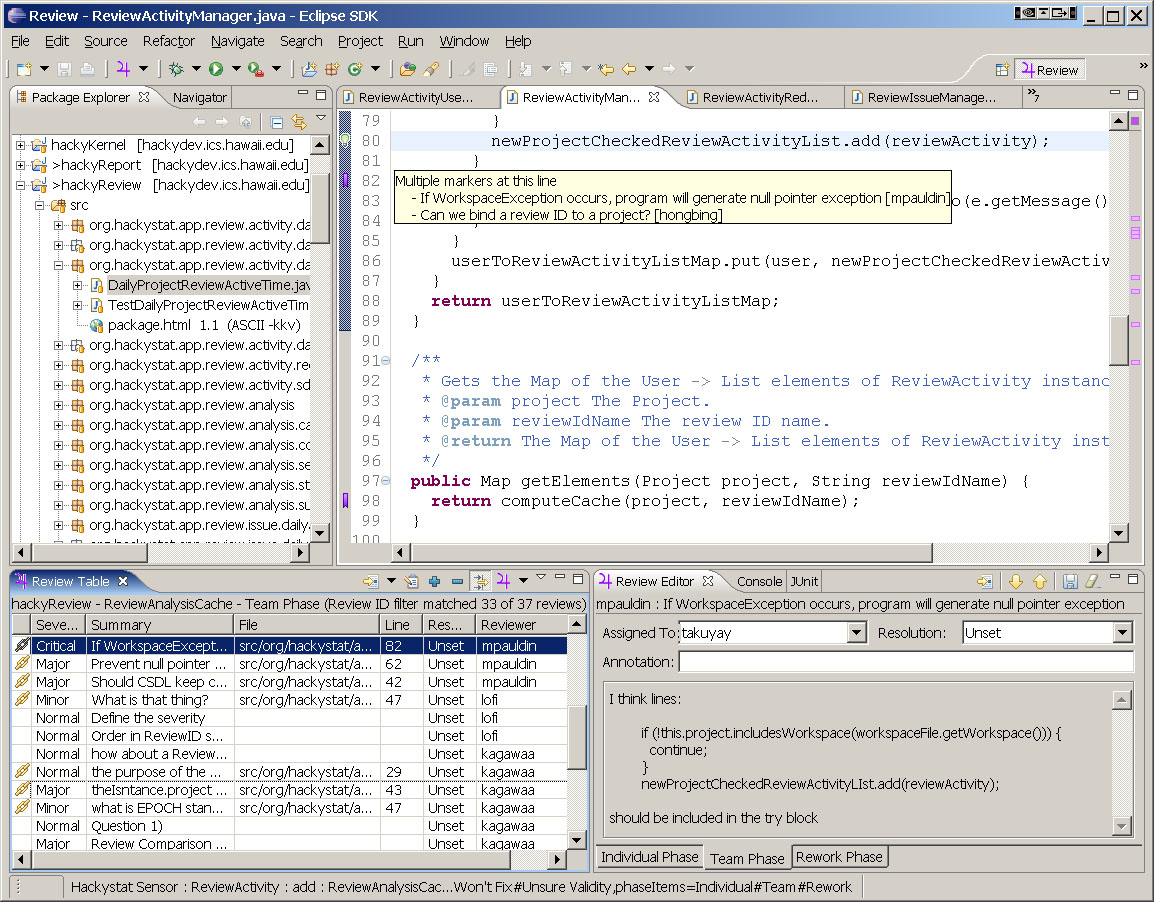 Review - ReviewActivityManager.java - Eclipse SDK
File Edit Source Refactor Navigate Search Project Run Window Help
Review
Package Explorer Navigator
hackyKernel [hackydev.ics.hawaii.edu]
>hackyReport [hackydev.ics.hawaii.edu]
>hackyReview [hackydev.ics.hawaii.edu]
src
org.hackystat.app.review.activity.da
org.hackystat.app.review.activity.da
org.hackystat.app.review.activity.da
DailyProjectReviewActiveTime.jav
TestDailyProjectReviewActiveTim
package.html 1.1 (ASCII -kkv)
org.hackystat.app.review.activity.da
org.hackystat.app.review.activity.re
org.hackystat.app.review.activity.sd
org.hackystat.app.review.analysis
org.hackystat.app.review.analysis.ca
org.hackystat.app.review.analysis.co
org.hackystat.app.review.analysis.se
org.hackystat.app.review.analysis.st
org.hackystat.app.review.analysis.su
org.hackystat.app.review.issue.daily.
ReviewActivityUse... ReviewActivityMan... ReviewActivityRed... ReviewIssueManage... »7
79 }
80 newProjectCheckedReviewActivityList.add(reviewActivity);
81 }
82
Multiple markers at this line
- If WorkspaceException occurs, program will generate null pointer exception [mpauldin]
- Can we bind a review ID to a project? [hongbing]
83 o(e.getMessage()
84
85 }
86 userToReviewActivityListMap.put(user, newProjectCheckedReviewActiv
87 }
88 return userToReviewActivityListMap;
89 }
90
91 /**
92 * Gets the Map of the User -> List elements of ReviewActivity instanc
93 * @param project The Project.
94 * @param reviewIdName The review ID name.
95 * @return The Map of the User -> List elements of ReviewActivity inst
96 */
97 public Map getElements(Project project, String reviewIdName) {
98 return computeCache(project, reviewIdName);
99 }
100
Review Table
hackyReview - ReviewAnalysisCache - Team Phase (Review ID filter matched 33 of 37 reviews)
Seve... Summary File Line Res... Reviewer
Critical If WorkspaceExcept... src/org/hackystat/a... 82 Unset mpauldin
Major Prevent null pointer ... src/org/hackystat/a... 62 Unset mpauldin
Major Should CSDL keep c... src/org/hackystat/a... 42 Unset mpauldin
Minor What is that thing? src/org/hackystat/a... 47 Unset lofi
Normal Define the severity Unset lofi
Normal Order in ReviewID s... Unset lofi
Normal how about a Review... Unset kagawaa
Normal the purpose of the ... src/org/hackystat/a... 29 Unset kagawaa
Major theIsntance.project ... src/org/hackystat/a... 43 Unset kagawaa
Minor what is EPOCH stan... src/org/hackystat/a... 47 Unset kagawaa
Normal Question 1) Unset kagawaa
Major Review Comparison ... Unset kagawaa
Review Editor Console JUnit
mpauldin : If WorkspaceException occurs, program will generate null pointer exception
Assigned To: takuyay Resolution: Unset
Annotation:
I think lines:
if (!this.project.includesWorkspace(workspaceFile.getWorkspace())) {
continue;
}
newProjectCheckedReviewActivityLIst.add(reviewActivity);
should be included in the try block
Individual Phase Team Phase Rework Phase
Hackystat Sensor : ReviewActivity : add : ReviewAnalysisCac...Won't Fix#Unsure Validity,phaseItems=Individual#Team#Rework